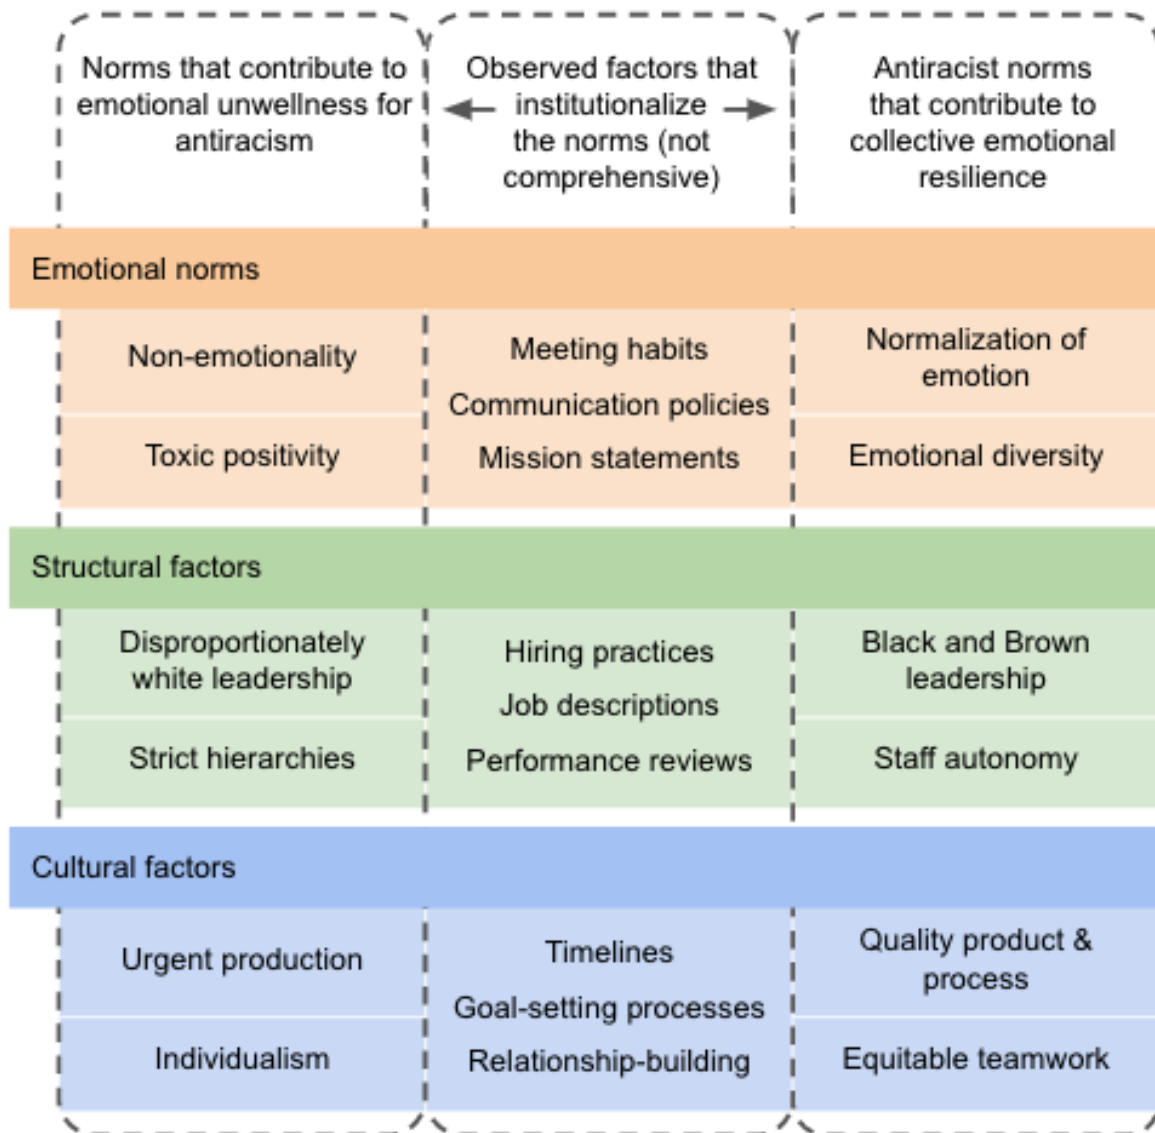 Norms that contribute to
emotional unwellness for
antiracism
Observed factors that
institutionalize
the norms (not
comprehensive)
Antiracist norms
that contribute to
collective emotional
resilience
Emotional norms
Non-emotionality
Toxic positivity
Meeting habits
Communication policies
Mission statements
Normalization of
emotion
Emotional diversity
Structural factors
Disproportionately
white leadership
Strict hierarchies
Hiring practices
Job descriptions
Performance reviews
Black and Brown
leadership
Staff autonomy
Cultural factors
Urgent production
Individualism
Timelines
Goal-setting processes
Relationship-building
Quality product &
process
Equitable teamwork